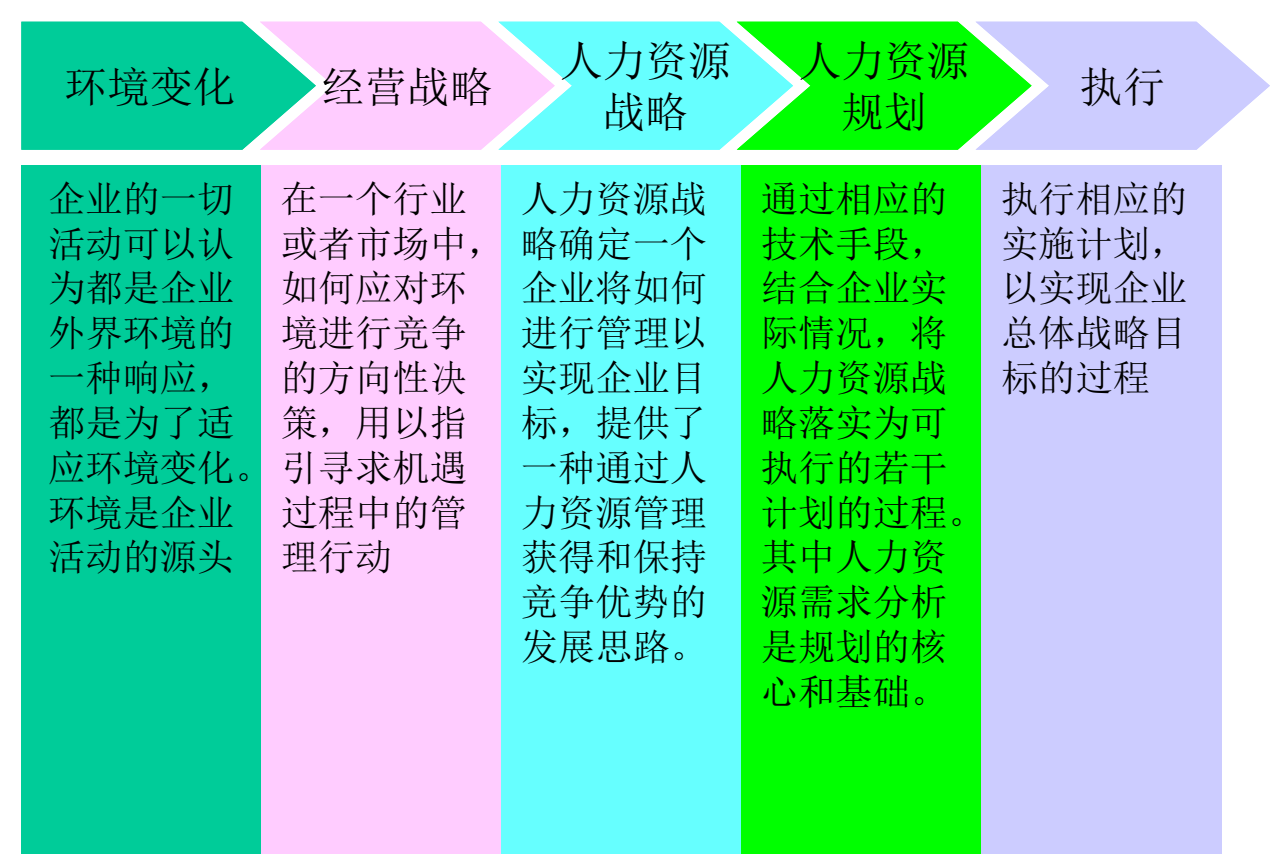 环境变化
经营战略
人力资源
战略
人力资源
规划
执行
企业的一切
活动可以认
为都是企业
外界环境的
一种响应，
都是为了适
应环境变化。
环境是企业
活动的源头
在一个行业
或者市场中，
如何应对环
境进行竞争
的方向性决
策，用以指
引寻求机遇
过程中的管
理行动
人力资源战
略确定一个
企业将如何
进行管理以
实现企业目
标，提供了
一种通过人
力资源管理
获得和保持
竞争优势的
发展思路。
通过相应的
技术手段，
结合企业实
际情况，将
人力资源战
略落实为可
执行的若干
计划的过程。
其中人力资
源需求分析
是规划的核
心和基础。
执行相应的
实施计划，
以实现企业
总体战略目
标的过程